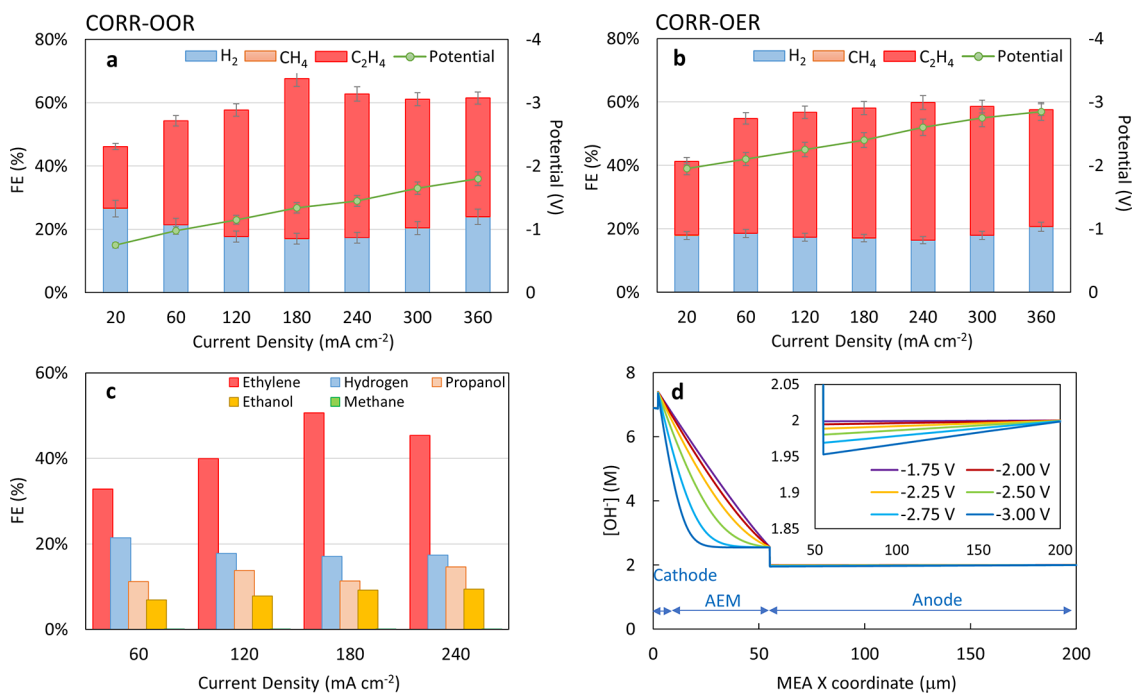 CORR-OOR
CORR-OER
a
H₂ CH₄ C₂H₄ Potential
80%
60%
40%
20%
0%
FE (%)
-4
-3
-2
-1
0
Potential (V)
20 60 120 180 240 300 360
Current Density (mA cm⁻²)
b
H₂ CH₄ C₂H₄ Potential
80%
60%
40%
20%
0%
FE (%)
-4
-3
-2
-1
0
Potential (V)
20 60 120 180 240 300 360
Current Density (mA cm⁻²)
c
Ethylene Hydrogen Propanol
Ethanol Methane
60%
40%
20%
0%
FE (%)
60 120 180 240
Current Density (mA cm⁻²)
d
8
6
4
2
0
[OH⁻] (M)
2.05
2
1.95
1.9
1.85
-1.75 V -2.00 V
-2.25 V -2.50 V
-2.75 V -3.00 V
50 100 150 200
Cathode
AEM Anode
0 50 100 150 200
MEA X coordinate (μm)